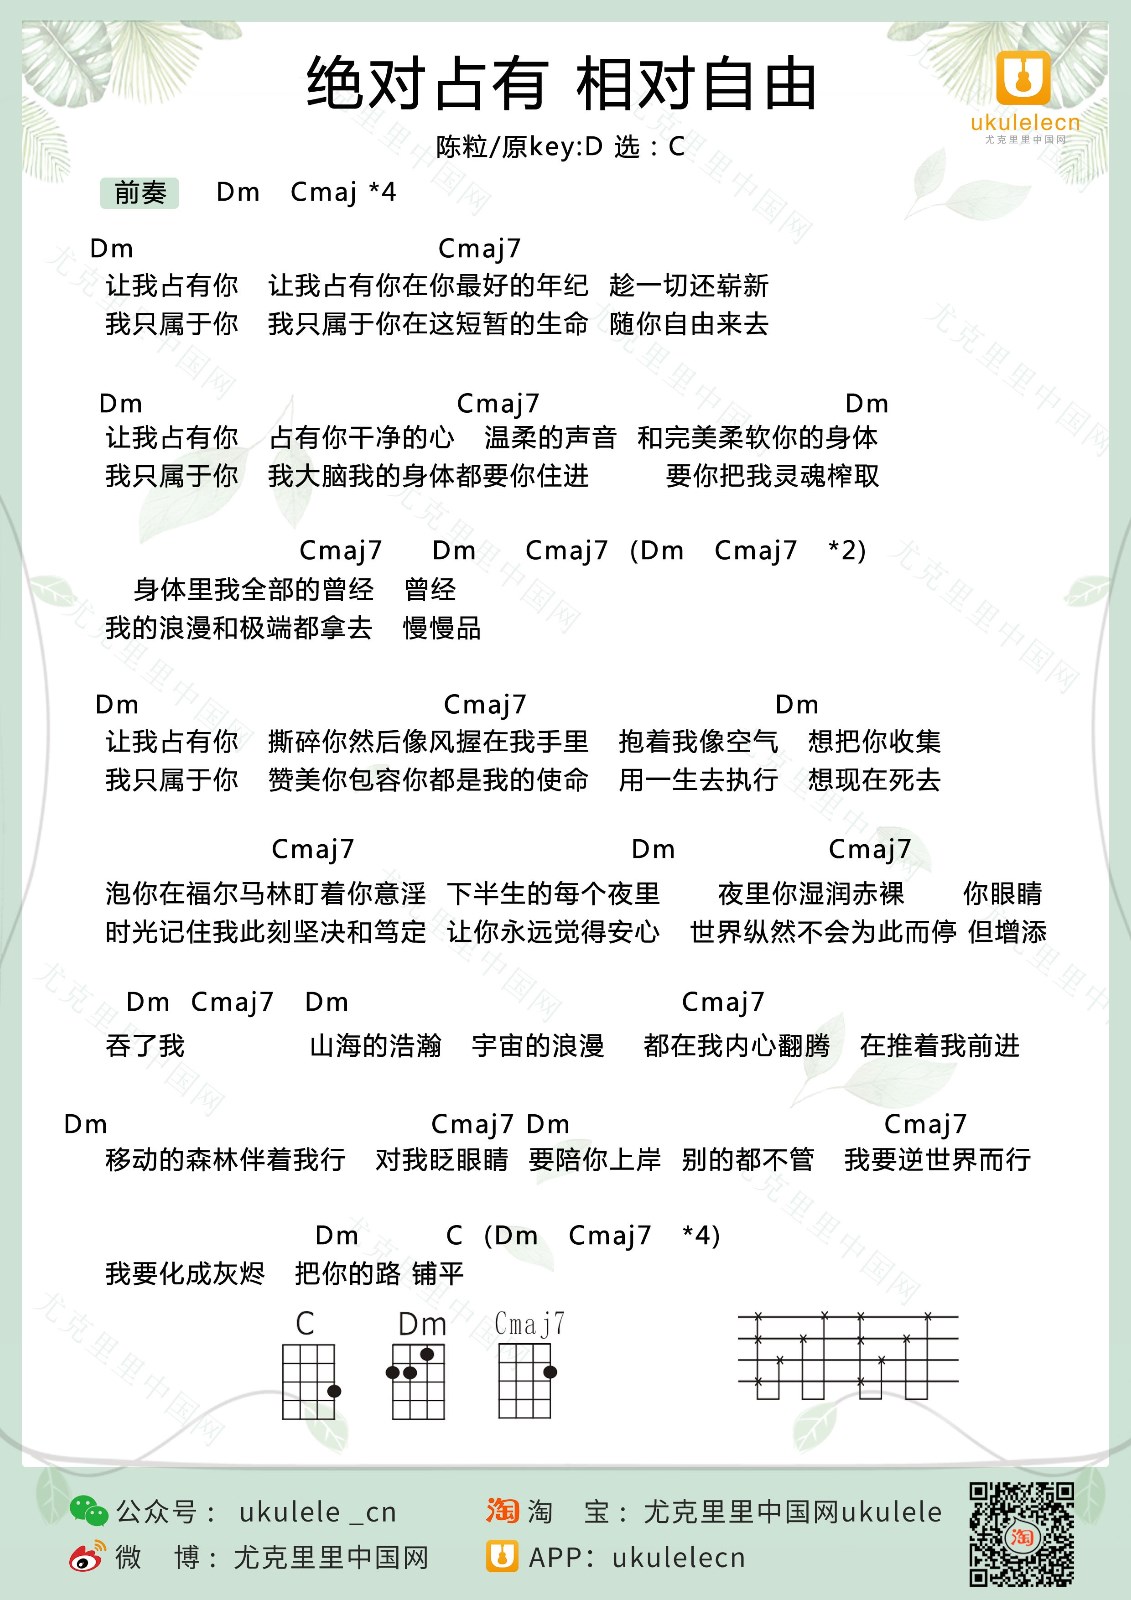 绝对占有 相对自由
ukulelecn
尤克里里中国网
陈粒/原key:D 选：C
前奏 Dm Cmaj *4
Dm Cmaj7
让我占有你 让我占有你在你最好的年纪 趁一切还崭新
我只属于你 我只属于你在这短暂的生命 随你自由来去
Dm Cmaj7 Dm
让我占有你 占有你干净的心 温柔的声音 和完美柔软你的身体
我只属于你 我大脑我的身体都要你住进 要你把我灵魂榨取
Cmaj7 Dm Cmaj7 (Dm Cmaj7 *2)
身体里我全部的曾经 曾经
我的浪漫和极端都拿去 慢慢品
Dm Cmaj7 Dm
让我占有你 撕碎你然后像风握在我手里 抱着我像空气 想把你收集
我只属于你 赞美你包容你都是我的使命 用一生去执行 想现在死去
Cmaj7 Dm Cmaj7
泡你在福尔马林盯着你意淫 下半生的每个夜里 夜里你湿润赤裸 你眼睛
时光记住我此刻坚决和笃定 让你永远觉得安心 世界纵然不会为此而停 但增添
Dm Cmaj7 Dm Cmaj7
吞了我 山海的浩瀚 宇宙的浪漫 都在我内心翻腾 在推着我前进
Dm Cmaj7 Dm Cmaj7
移动的森林伴着我行 对我眨眼睛 要陪你上岸 别的都不管 我要逆世界而行
Dm C (Dm Cmaj7 *4)
我要化成灰烬 把你的路 铺平
C Dm Cmaj7
公众号： ukulele _cn
淘 淘 宝：尤克里里中国网ukulele
微 博：尤克里里中国网
APP：ukulelecn
淘